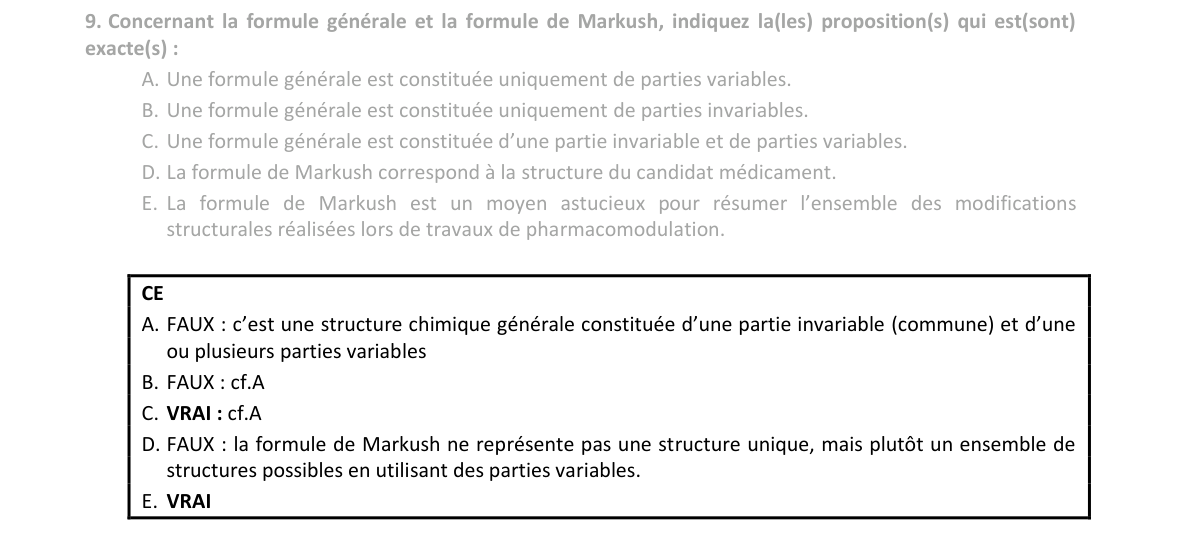 9. Concernant la formule générale et la formule de Markush, indiquez la(les) proposition(s) qui est(sont)
exacte(s) :
A. Une formule générale est constituée uniquement de parties variables.
B. Une formule générale est constituée uniquement de parties invariables.
C. Une formule générale est constituée d’une partie invariable et de parties variables.
D. La formule de Markush correspond à la structure du candidat médicament.
E. La formule de Markush est un moyen astucieux pour résumer l’ensemble des modifications
structurales réalisées lors de travaux de pharmacomodulation.
CE
A. FAUX : c’est une structure chimique générale constituée d’une partie invariable (commune) et d’une
ou plusieurs parties variables
B. FAUX : cf.A
C. VRAI : cf.A
D. FAUX : la formule de Markush ne représente pas une structure unique, mais plutôt un ensemble de
structures possibles en utilisant des parties variables.
E. VRAI